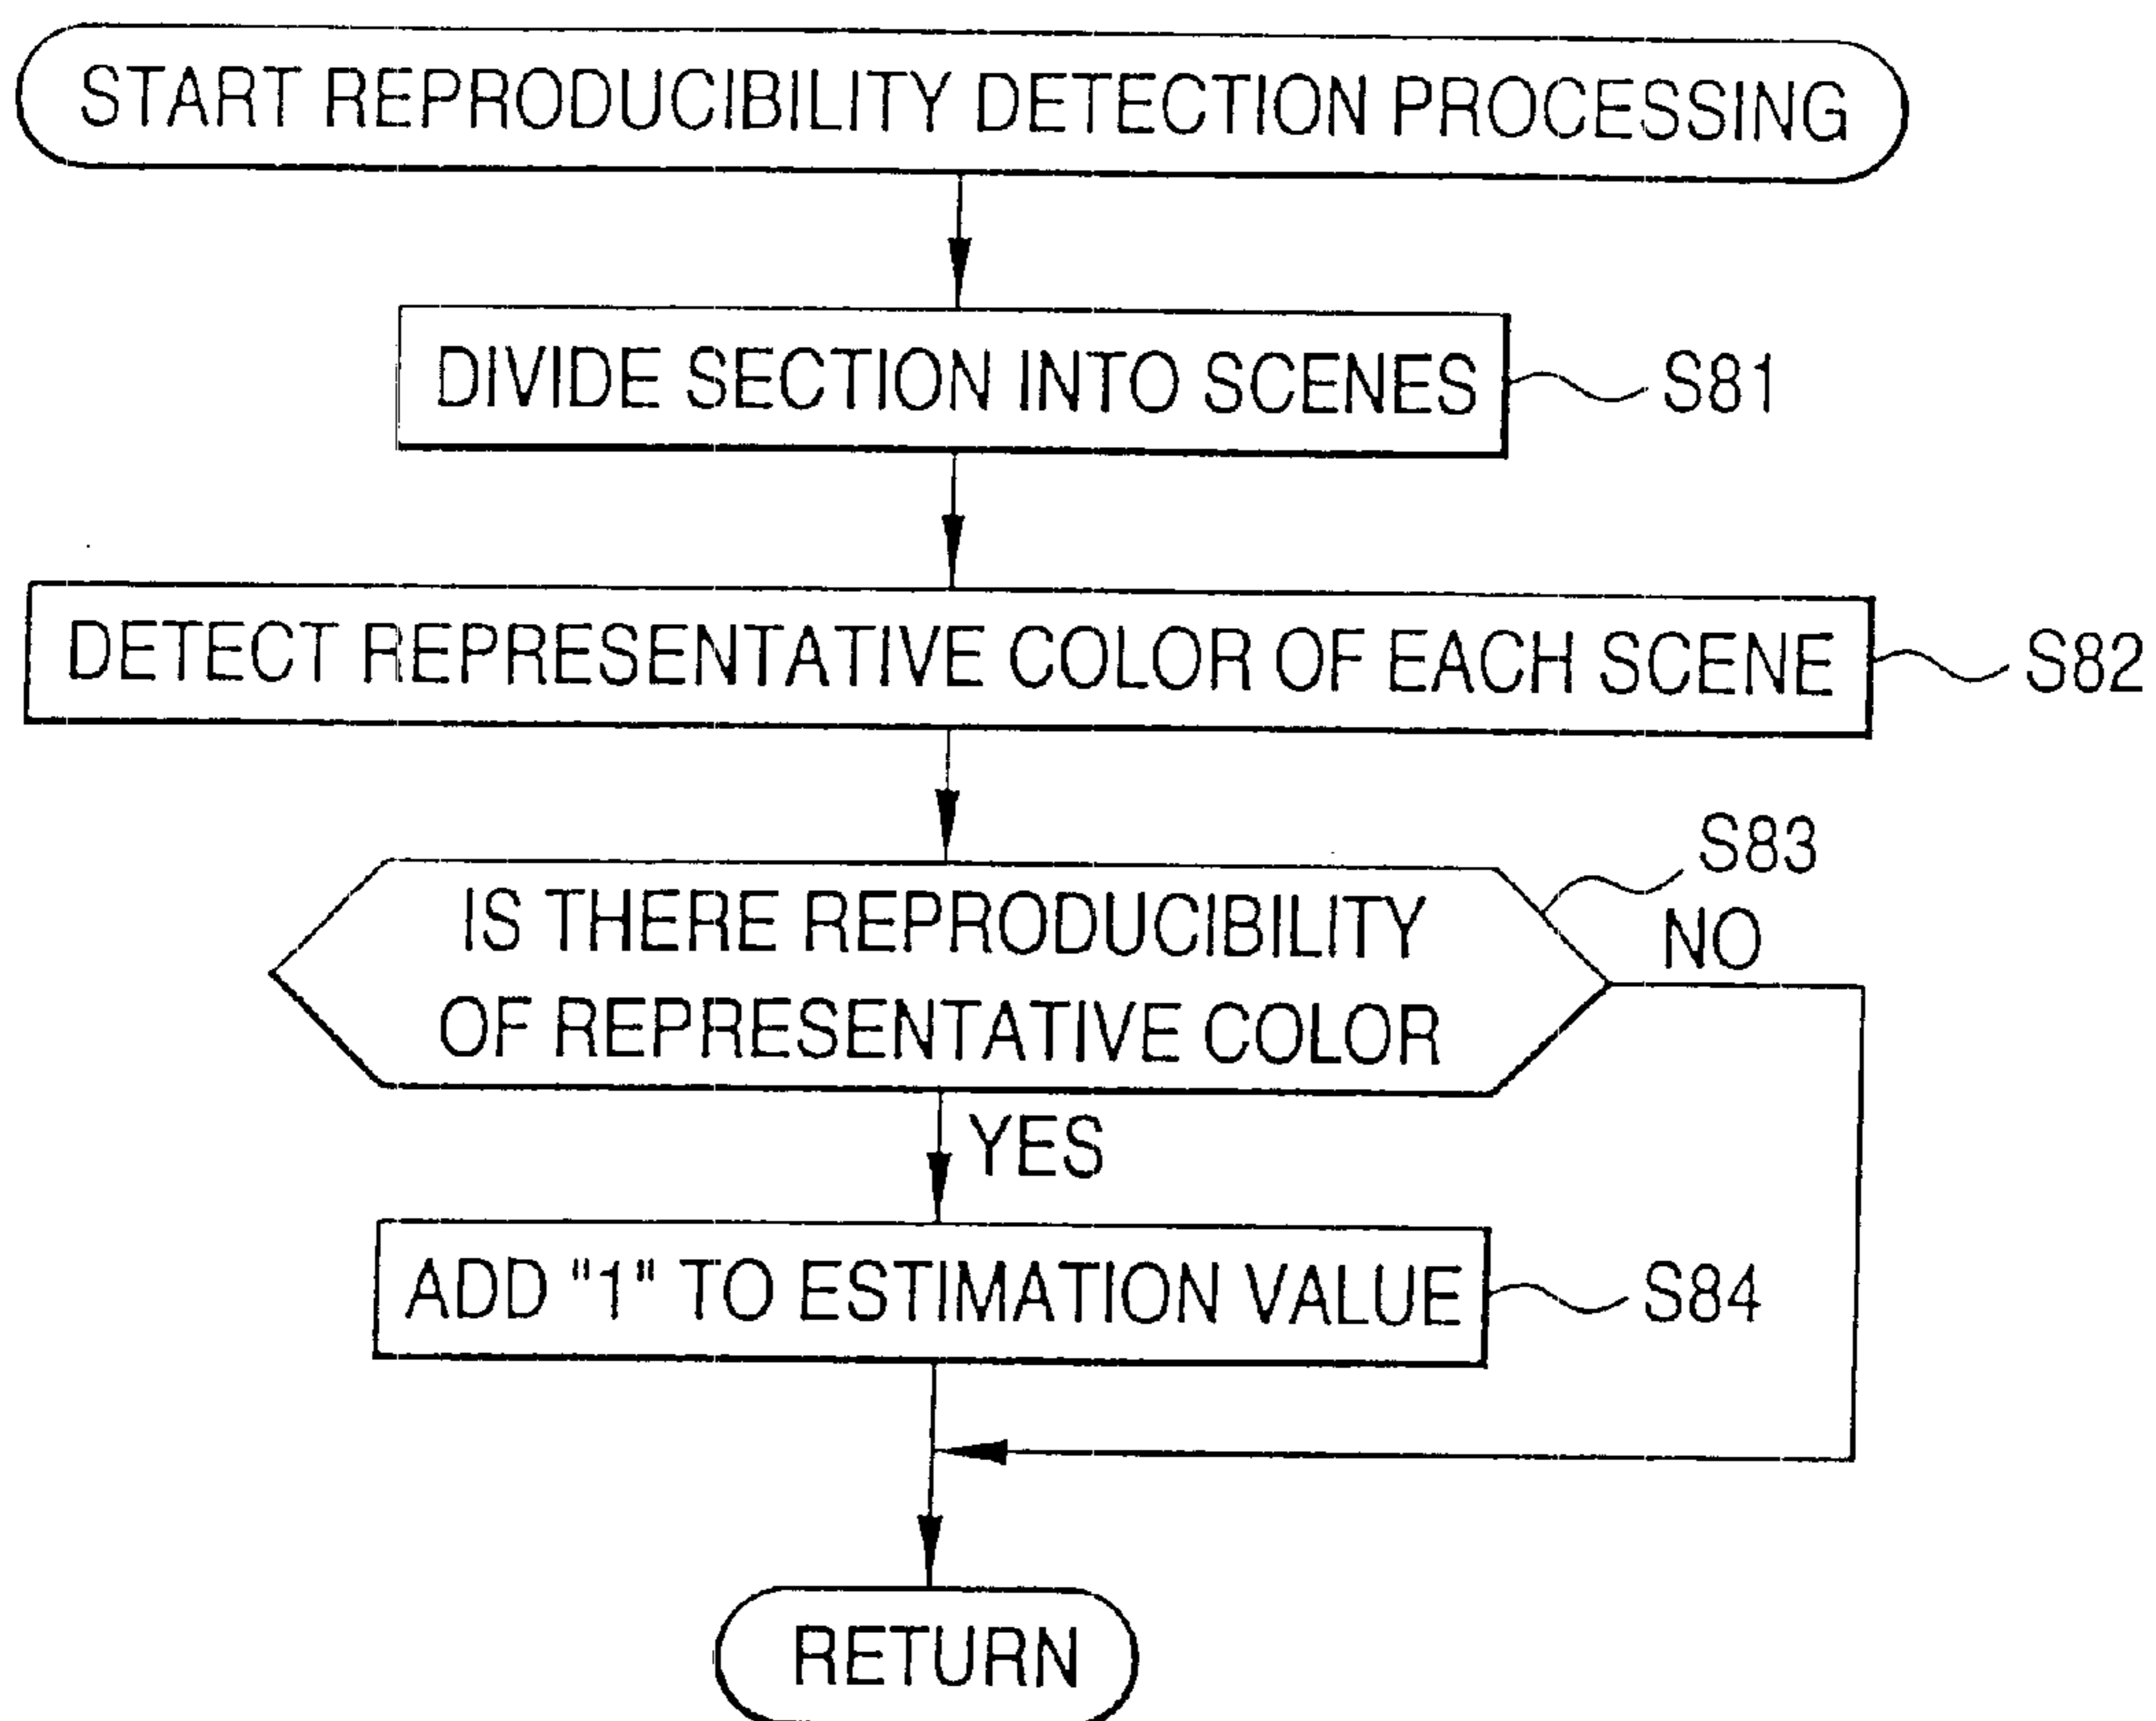 START REPRODUCIBILITY DETECTION PROCESSING
DIVIDE SECTION INTO SCENES
S81
DETECT REPRESENTATIVE COLOR OF EACH SCENE
S82
S83
IS THERE REPRODUCIBILITY
OF REPRESENTATIVE COLOR
NO
YES
ADD "1" TO ESTIMATION VALUE
S84
RETURN